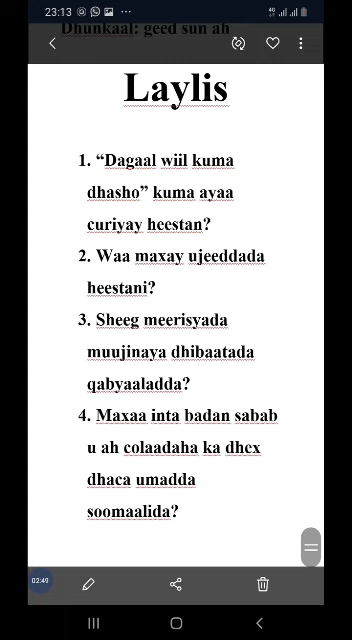 23:13
4G
Dhunkaal: geed sun ah
Laylis
1. “Dagaal wiil kuma
dhasho” kuma ayaa
curiyay heestan?
2. Waa maxay ujeeddada
heestani?
3. Sheeg meerisyada
muujinaya dhibaatada
qabyaaladda?
4. Maxaa inta badan sabab
u ah colaadaha ka dhex
dhaca umadda
soomaalida?
02:49